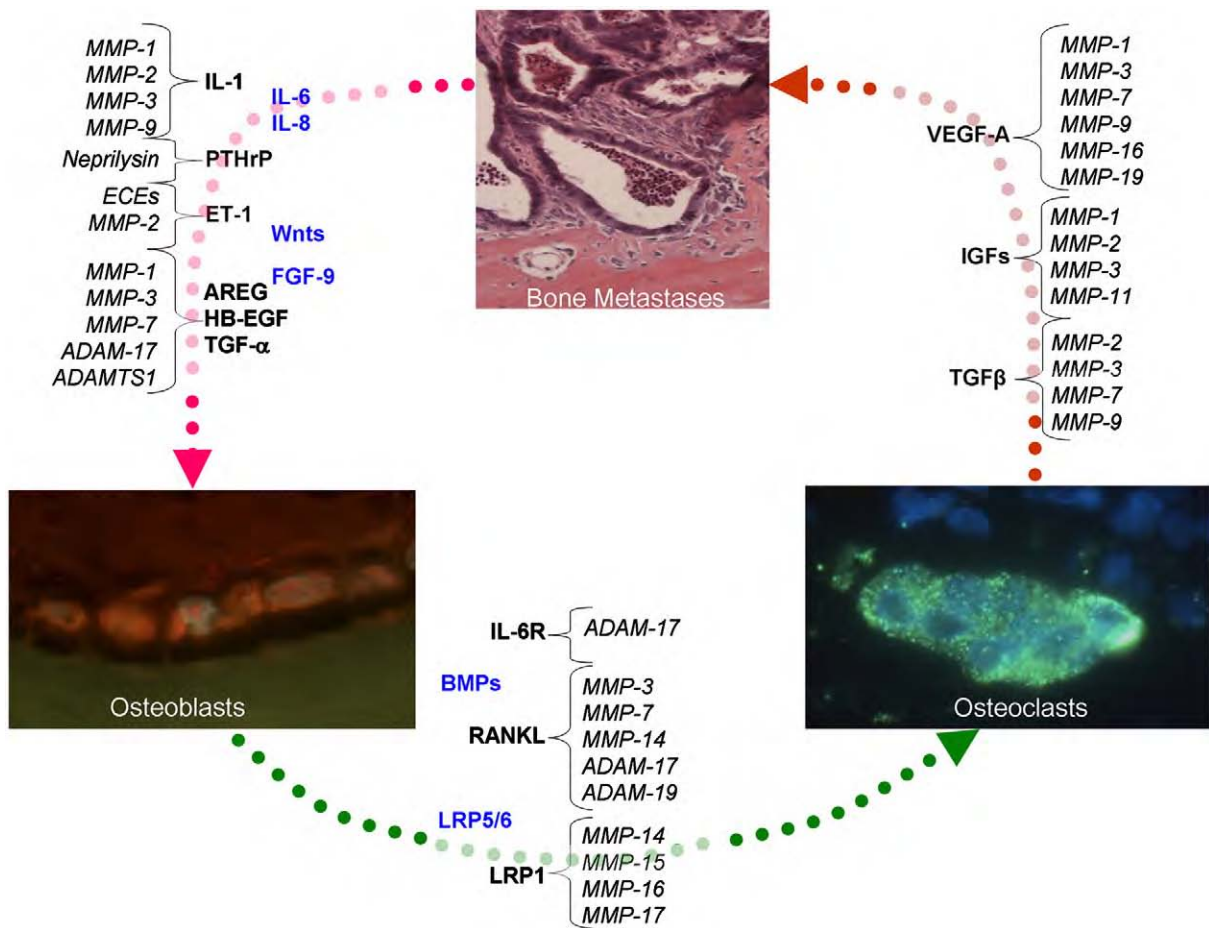 MMP-1
MMP-2
MMP-3
MMP-9
IL-1
Neprilysin
PTHrP
ECEs
MMP-2
ET-1
MMP-1
MMP-3
MMP-7
ADAM-17
ADAMTS1
AREG
HB-EGF
TGF-α
IL-6
IL-8
Wnts
FGF-9
Bone Metastases
VEGF-A
MMP-1
MMP-3
MMP-7
MMP-9
MMP-16
MMP-19
IGFs
MMP-1
MMP-2
MMP-3
MMP-11
TGFβ
MMP-2
MMP-3
MMP-7
MMP-9
Osteoblasts
Osteoclasts
IL-6R
ADAM-17
BMPs
RANKL
MMP-3
MMP-7
MMP-14
ADAM-17
ADAM-19
LRP5/6
LRP1
MMP-14
MMP-15
MMP-16
MMP-17